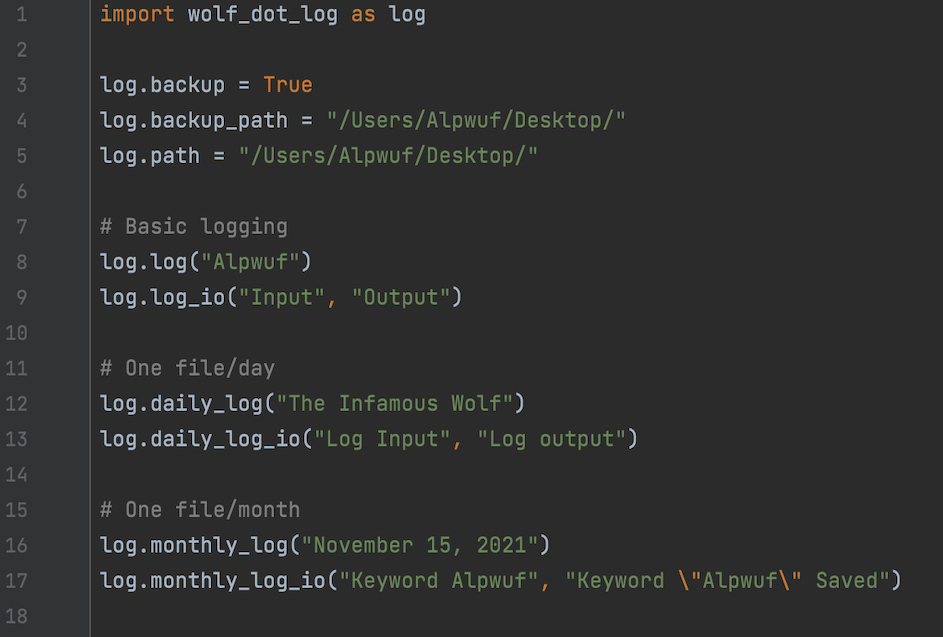 1 import wolf_dot_log as log
2
3 log.backup = True
4 log.backup_path = "/Users/Alpwuf/Desktop/"
5 log.path = "/Users/Alpwuf/Desktop/"
6
7 # Basic logging
8 log.log("Alpwuf")
9 log.log_io("Input", "Output")
10
11 # One file/day
12 log.daily_log("The Infamous Wolf")
13 log.daily_log_io("Log Input", "Log output")
14
15 # One file/month
16 log.monthly_log("November 15, 2021")
17 log.monthly_log_io("Keyword Alpwuf", "Keyword \"Alpwuf\" Saved")
18